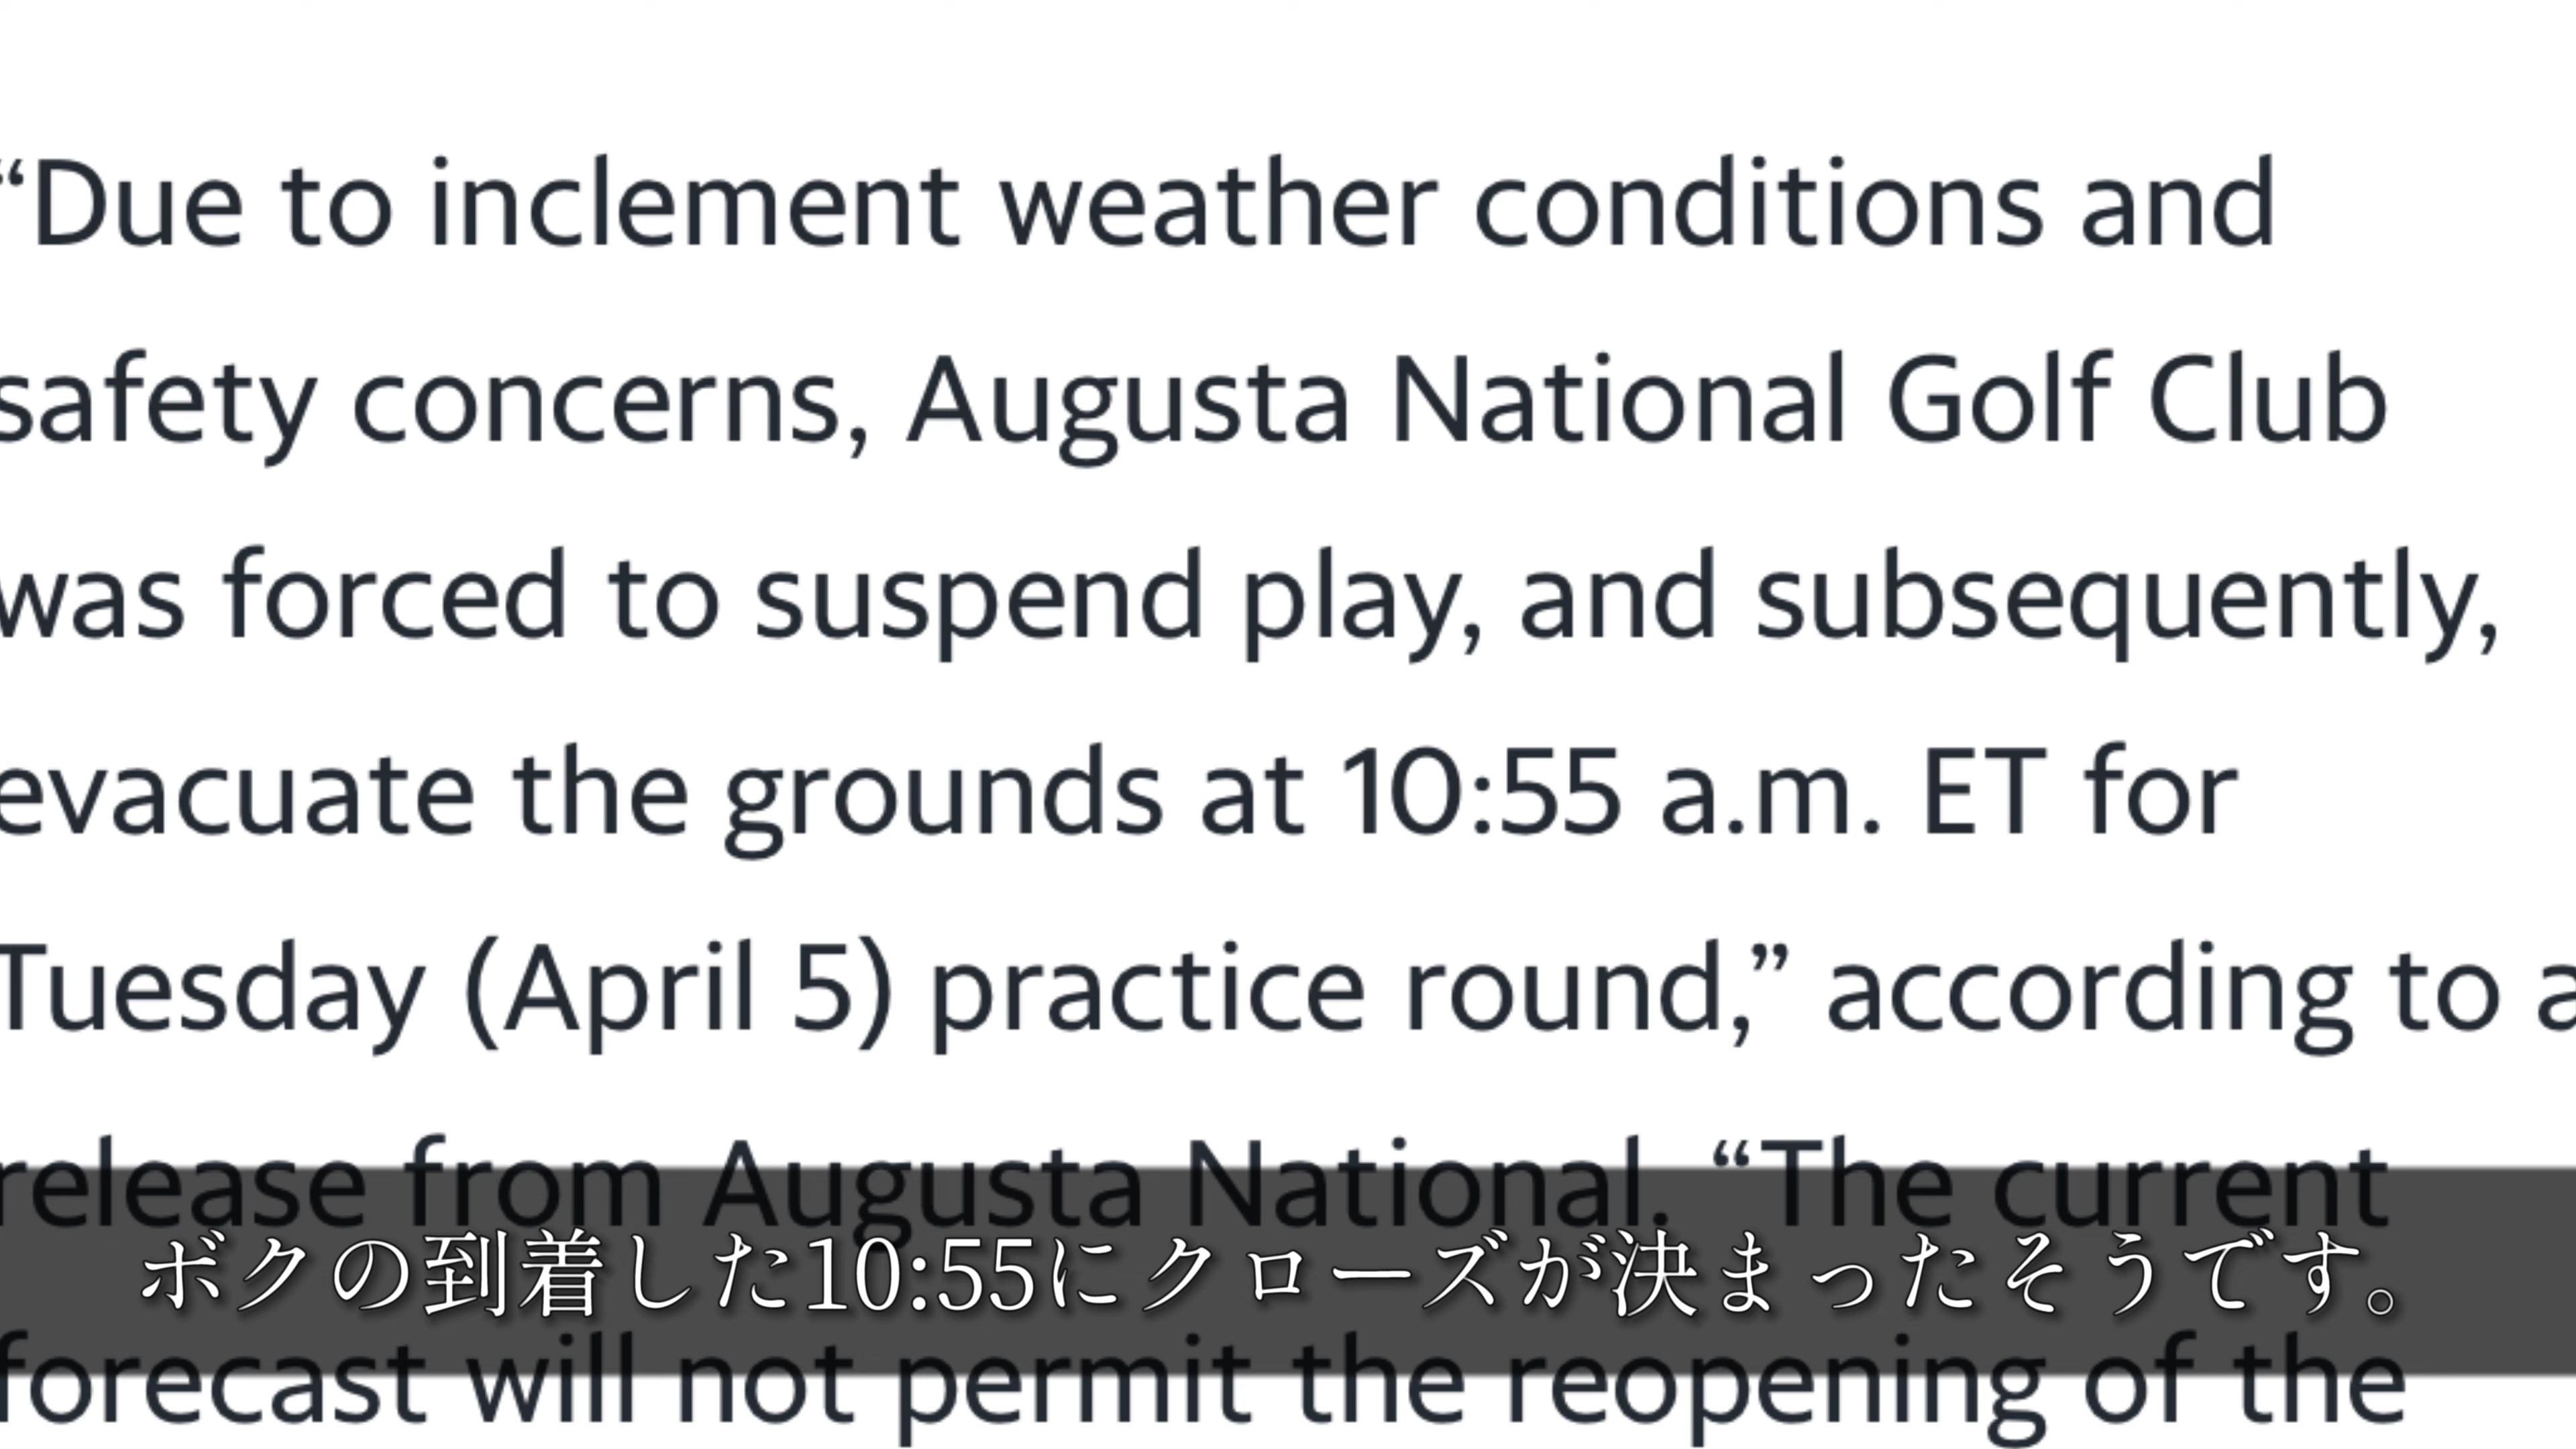 “Due to inclement weather conditions and
safety concerns, Augusta National Golf Club
was forced to suspend play, and subsequently,
evacuate the grounds at 10:55 a.m. ET for
Tuesday (April 5) practice round,” according to a
release from Augusta National. “The current
ボクの到着した10:55にクローズが決まったそうです。
forecast will not permit the reopening of the